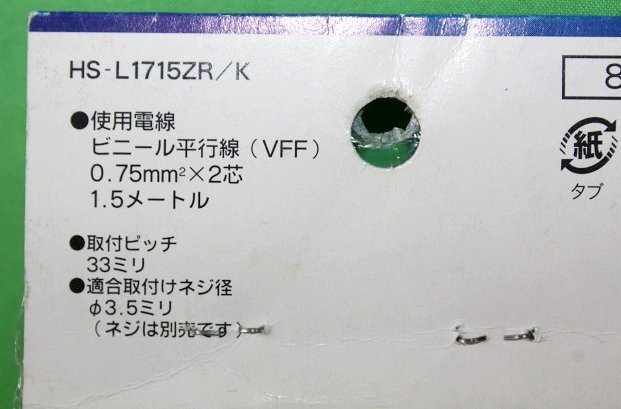 HS-L1715ZR/K
●使用電線
ビニール平行線(VFF)
0.75mm²×2芯
1.5メートル
●取付ピッチ
33ミリ
●適合取付けネジ径
φ3.5ミリ
(ネジは別売です)
8
紙
タブ